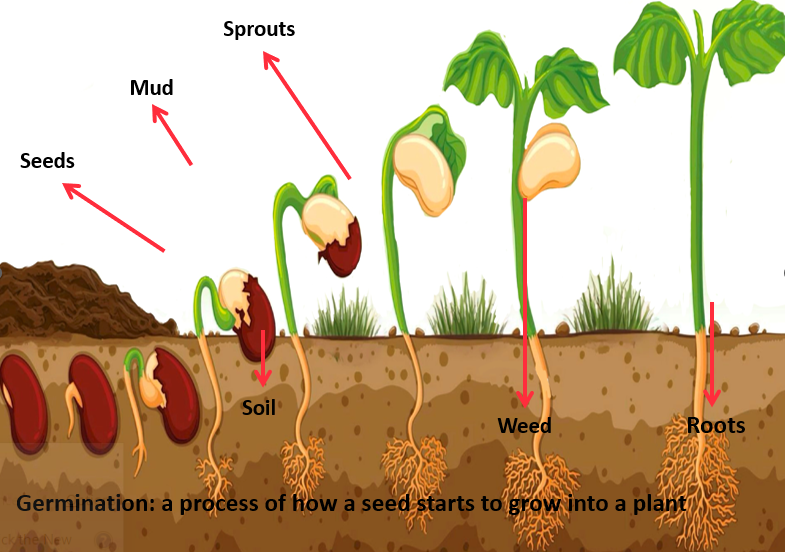 Sprouts
Mud
Seeds
Soil
Weed
Roots
Germination: a process of how a seed starts to grow into a plant